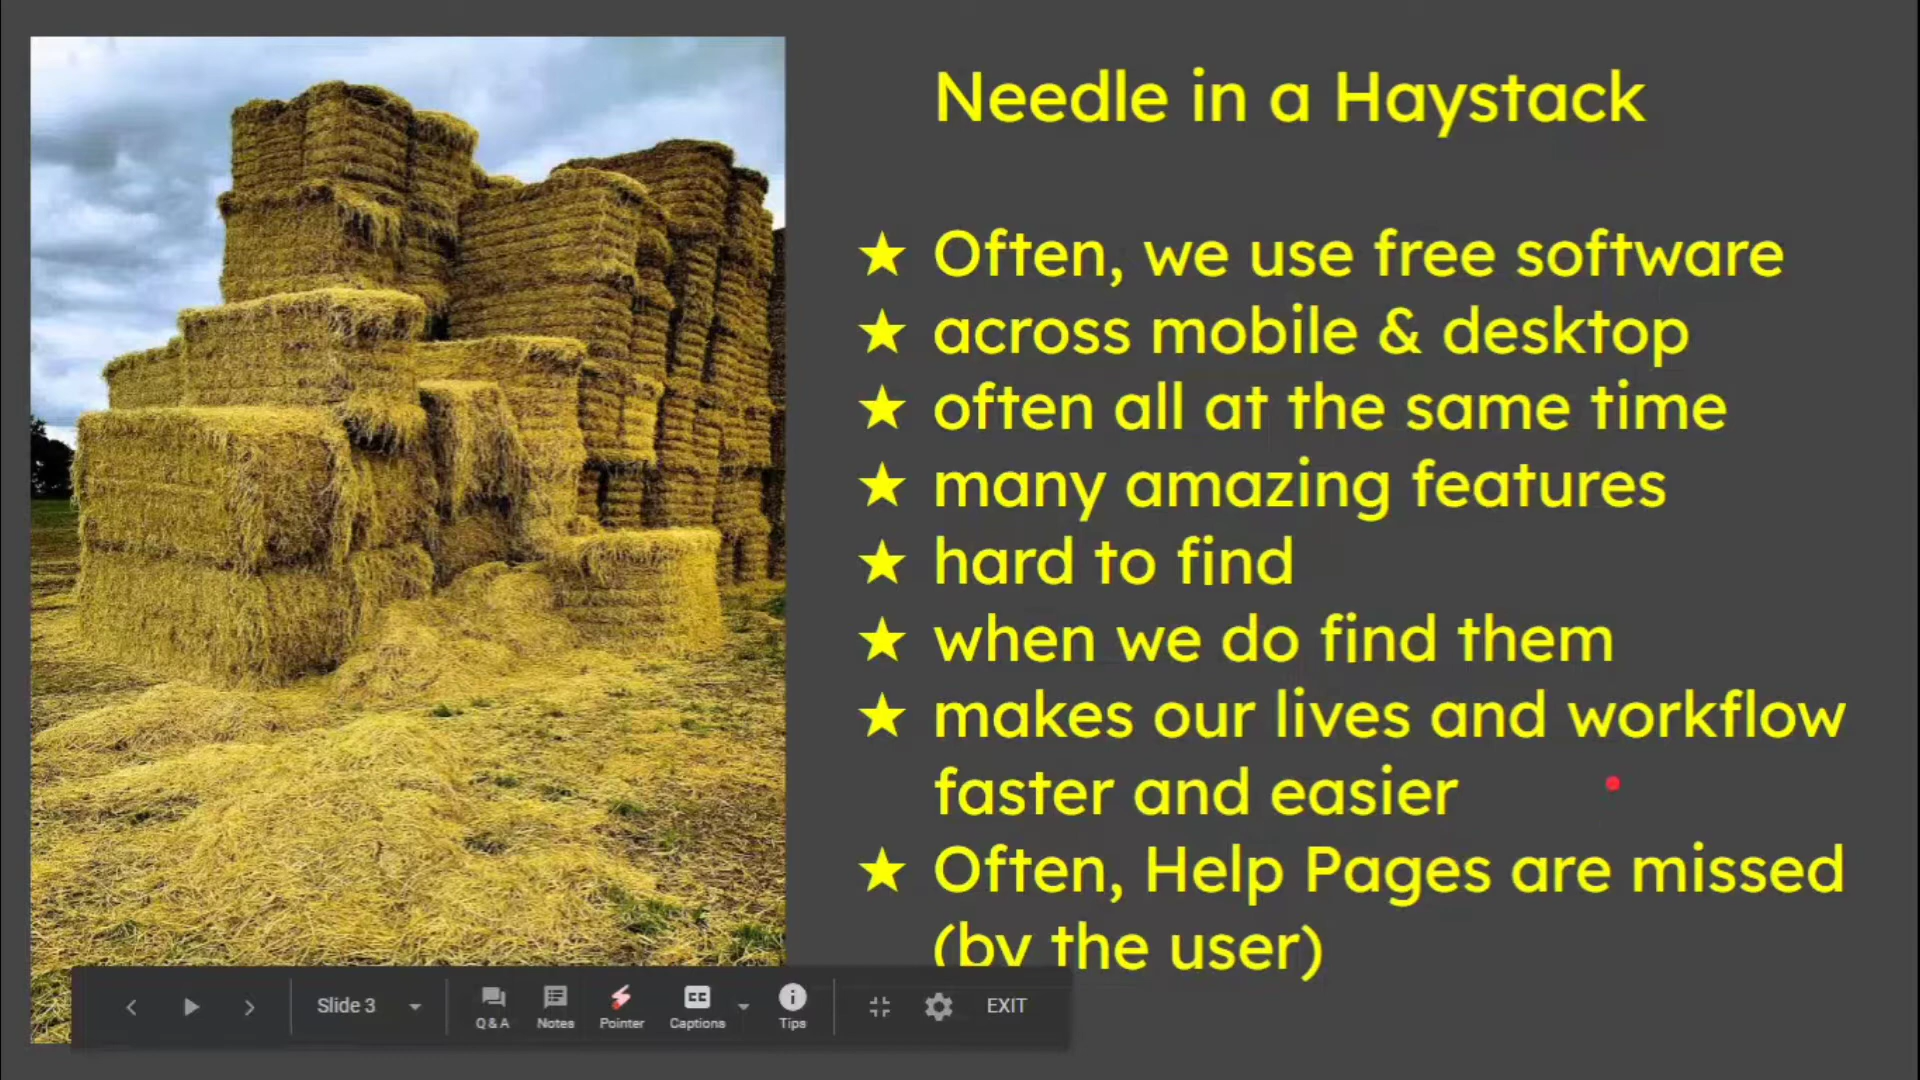 Needle in a Haystack
★ Often, we use free software
★ across mobile & desktop
★ often all at the same time
★ many amazing features
★ hard to find
★ when we do find them
★ makes our lives and workflow
faster and easier
★ Often, Help Pages are missed
(by the user)
Slide 3
Q&A
Notes
Pointer
CC
Captions
Tips
EXIT